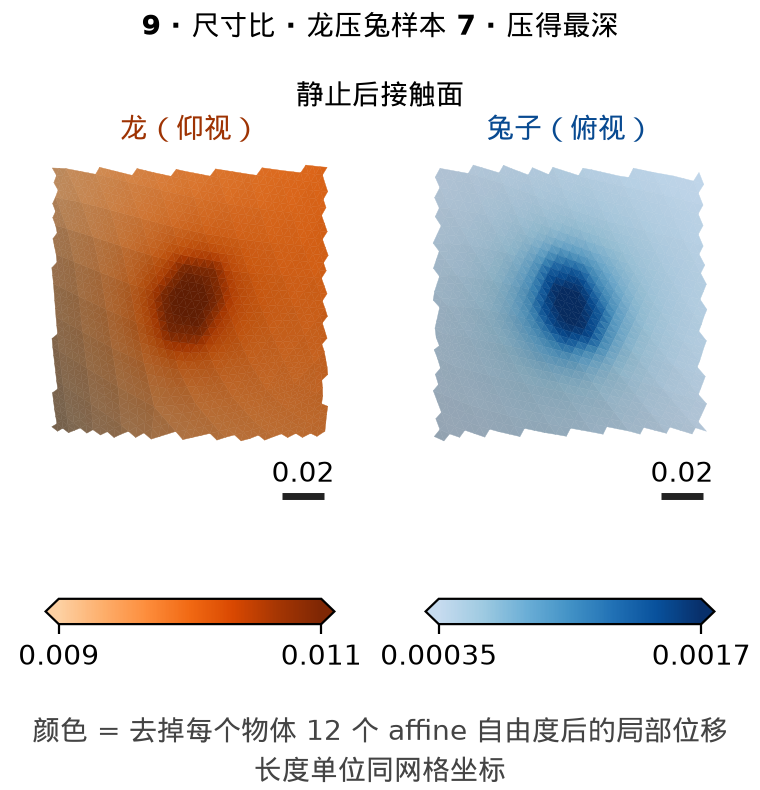 9 · 尺寸比 · 龙压兔样本 7 · 压得最深
静止后接触面
龙（仰视）
兔子（俯视）
0.02
0.02
0.009
0.011
0.00035
0.0017
颜色 = 去掉每个物体 12 个 affine 自由度后的局部位移
长度单位同网格坐标